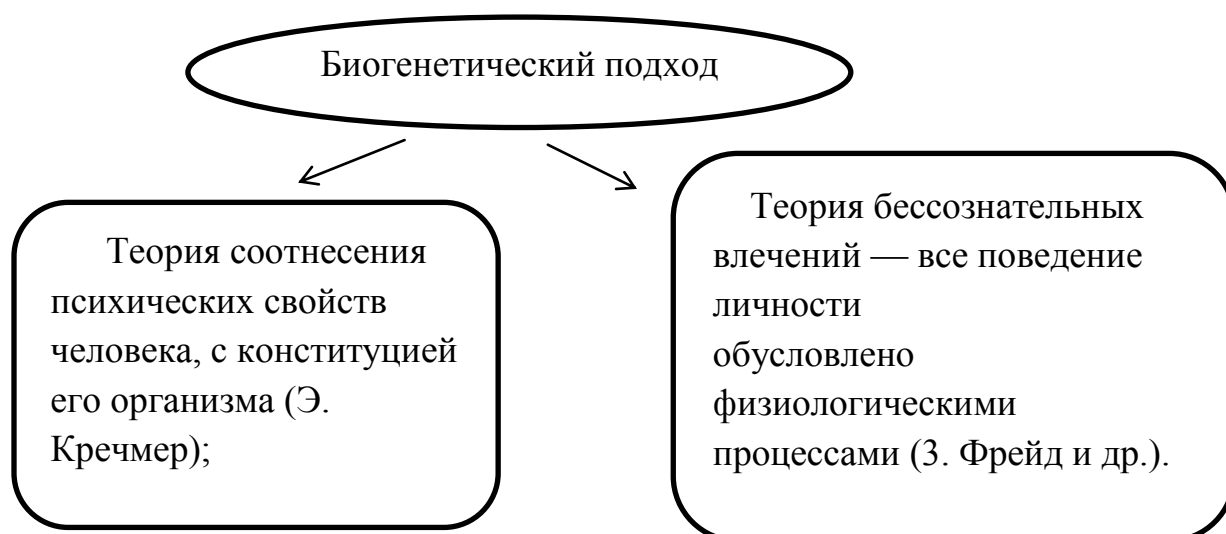 Биогенетический подход
Теория соотнесения
психических свойств
человека, с конституцией
его организма (Э.
Кречмер);
Теория бессознательных
влечений — все поведение
личности
обусловлено
физиологическими
процессами (3. Фрейд и др.).